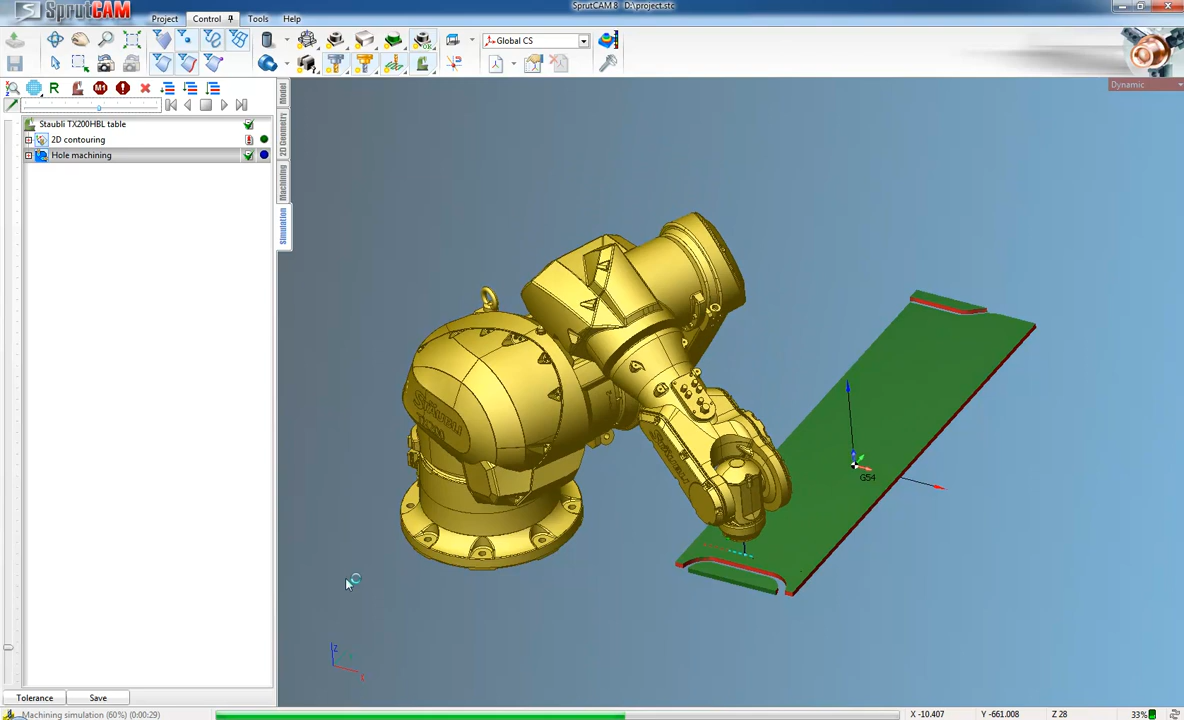 SprutCAM 8 D:\project.stc
SprutCAM
Project
Control
Tools
Help
Global CS
R
M1
Dynamic
Staubli TX200HBL table
2D contouring
Hole machining
Model
2D Geometry
Machining
Simulation
STÄUBLI
G54
Z
Tolerance
Save
Machining simulation (60%) (0:00:29)
X -10.407
Y -661.008
Z 28
33%